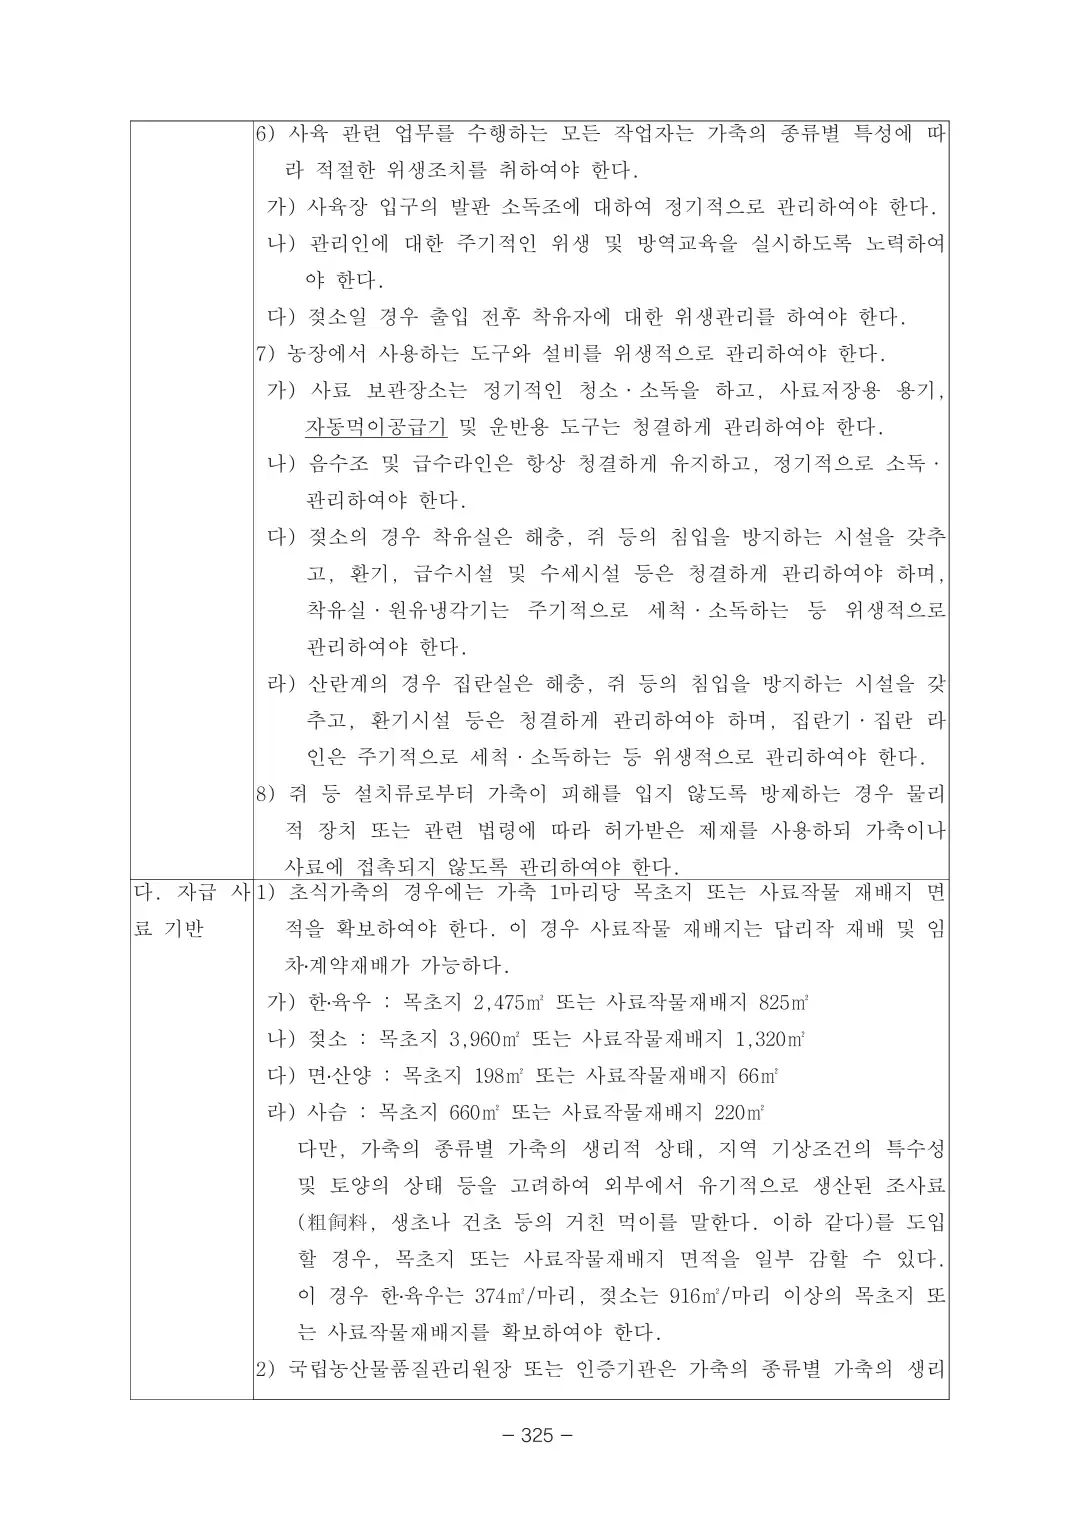 6) 사육 관련 업무를 수행하는 모든 작업자는 가축의 종류별 특성에 따
라 적절한 위생조치를 취하여야 한다.
가) 사육장 입구의 발판 소독조에 대하여 정기적으로 관리하여야 한다.
나) 관리인에 대한 주기적인 위생 및 방역교육을 실시하도록 노력하여
야 한다.
다) 젖소일 경우 출입 전후 착유자에 대한 위생관리를 하여야 한다.
7) 농장에서 사용하는 도구와 설비를 위생적으로 관리하여야 한다.
가) 사료 보관장소는 정기적인 청소·소독을 하고, 사료저장용 용기,
자동먹이공급기 및 운반용 도구는 청결하게 관리하여야 한다.
나) 음수조 및 급수라인은 항상 청결하게 유지하고, 정기적으로 소독·
관리하여야 한다.
다) 젖소의 경우 착유실은 해충, 쥐 등의 침입을 방지하는 시설을 갖추
고, 환기, 급수시설 및 수세시설 등은 청결하게 관리하여야 하며,
착유실·원유냉각기는 주기적으로 세척·소독하는 등 위생적으로
관리하여야 한다.
라) 산란계의 경우 집란실은 해충, 쥐 등의 침입을 방지하는 시설을 갖
추고, 환기시설 등은 청결하게 관리하여야 하며, 집란기·집란 라
인은 주기적으로 세척·소독하는 등 위생적으로 관리하여야 한다.
8) 쥐 등 설치류로부터 가축이 피해를 입지 않도록 방제하는 경우 물리
적 장치 또는 관련 법령에 따라 허가받은 제재를 사용하되 가축이나
사료에 접촉되지 않도록 관리하여야 한다.
다. 자급 사
료 기반
1) 초식가축의 경우에는 가축 1마리당 목초지 또는 사료작물 재배지 면
적을 확보하여야 한다. 이 경우 사료작물 재배지는 답리작 재배 및 임
차·계약재배가 가능하다.
가) 한·육우 : 목초지 2,475㎡ 또는 사료작물재배지 825㎡
나) 젖소 : 목초지 3,960㎡ 또는 사료작물재배지 1,320㎡
다) 면·산양 : 목초지 198㎡ 또는 사료작물재배지 66㎡
라) 사슴 : 목초지 660㎡ 또는 사료작물재배지 220㎡
다만, 가축의 종류별 가축의 생리적 상태, 지역 기상조건의 특수성
및 토양의 상태 등을 고려하여 외부에서 유기적으로 생산된 조사료
(粗飼料, 생초나 건초 등의 거친 먹이를 말한다. 이하 같다)를 도입
할 경우, 목초지 또는 사료작물재배지 면적을 일부 감할 수 있다.
이 경우 한·육우는 374㎡/마리, 젖소는 916㎡/마리 이상의 목초지 또
는 사료작물재배지를 확보하여야 한다.
2) 국립농산물품질관리원장 또는 인증기관은 가축의 종류별 가축의 생리
- 325 -